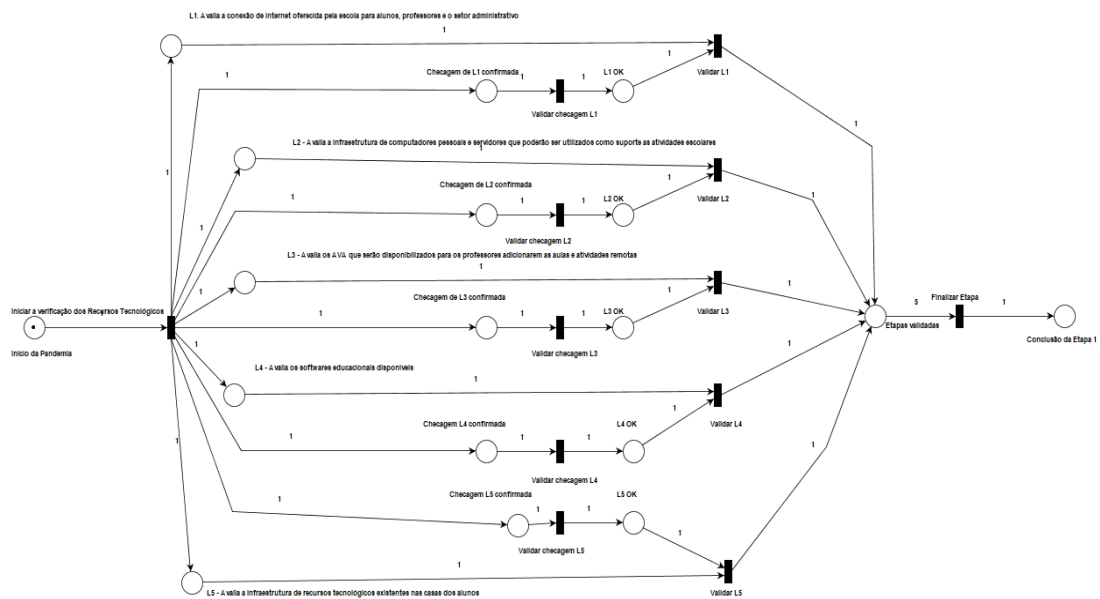 L1. Avalia a conexão de internet oferecida pela escola para alunos, professores e o setor administrativo
1
1
Checagem de L1 confirmada
L1 OK
Validar L1
1
1
1
1
Validar checagem L1
1
1
L2 - Avalia a infraestrutura de computadores pessoais e servidores que poderão ser utilizados como suporte as atividades escolares
1
Checagem de L2 confirmada
1
1
L2 OK
Validar L2
1
1
1
1
1
Validar checagem L2
L3 - Avalia os AVA que serão disponibilizados para os professores adicionarem as aulas e atividades remotas
1
1
1
Checagem de L3 confirmada
1
Iniciar a verificação dos Recursos Tecnológicos
1
1
1
L3 OK
Validar L3
5
Finalizar Etapa
1
Etapas validadas
Início da Pandemia
Validar checagem L3
Conclusão da Etapa 1
1
1
L4 - Avalia os softwares educacionais disponíveis
1
1
Checagem L4 confirmada
L4 OK
Validar L4
1
1
1
1
1
Validar checagem L4
Checagem L5 confirmada
L5 OK
1
1
1
1
Validar checagem L5
1
L5 - Avalia a infraestrutura de recursos tecnológicos existentes nas casas dos alunos
Validar L5